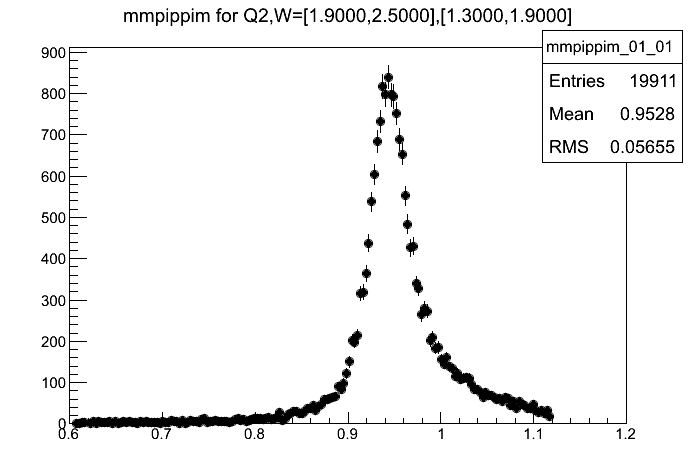 mmpippim for Q2,W=[1.9000,2.5000],[1.3000,1.9000]
mmpippim_01_01
Entries 19911
Mean 0.9528
RMS 0.05655
900
800
700
600
500
400
300
200
100
0
0.6 0.7 0.8 0.9 1 1.1 1.2